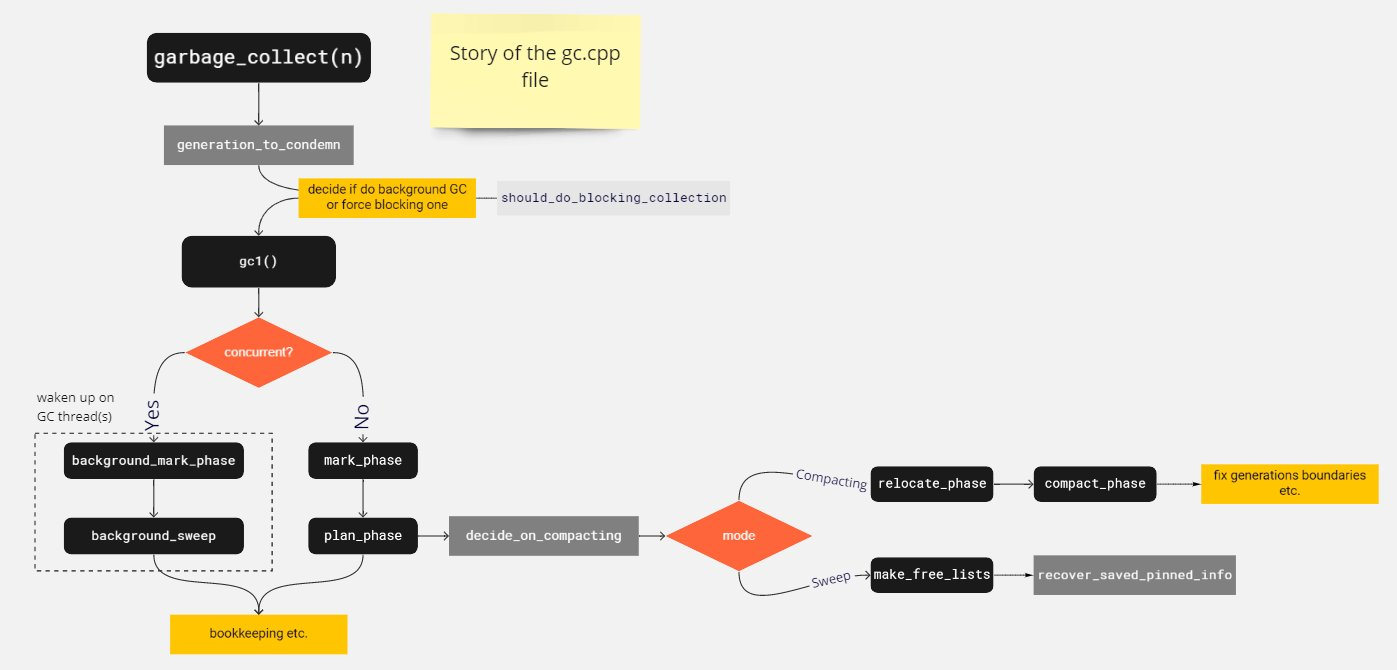 garbage_collect(n)
Story of the gc.cpp
file
generation_to_condemn
decide if do background GC
or force blocking one
should_do_blocking_collection
gc1()
concurrent?
waken up on
GC thread(s)
Yes
No
background_mark_phase
mark_phase
background_sweep
plan_phase
decide_on_compacting
mode
Compacting
relocate_phase
compact_phase
fix generations boundaries
etc.
Sweep
make_free_lists
recover_saved_pinned_info
bookkeeping etc.